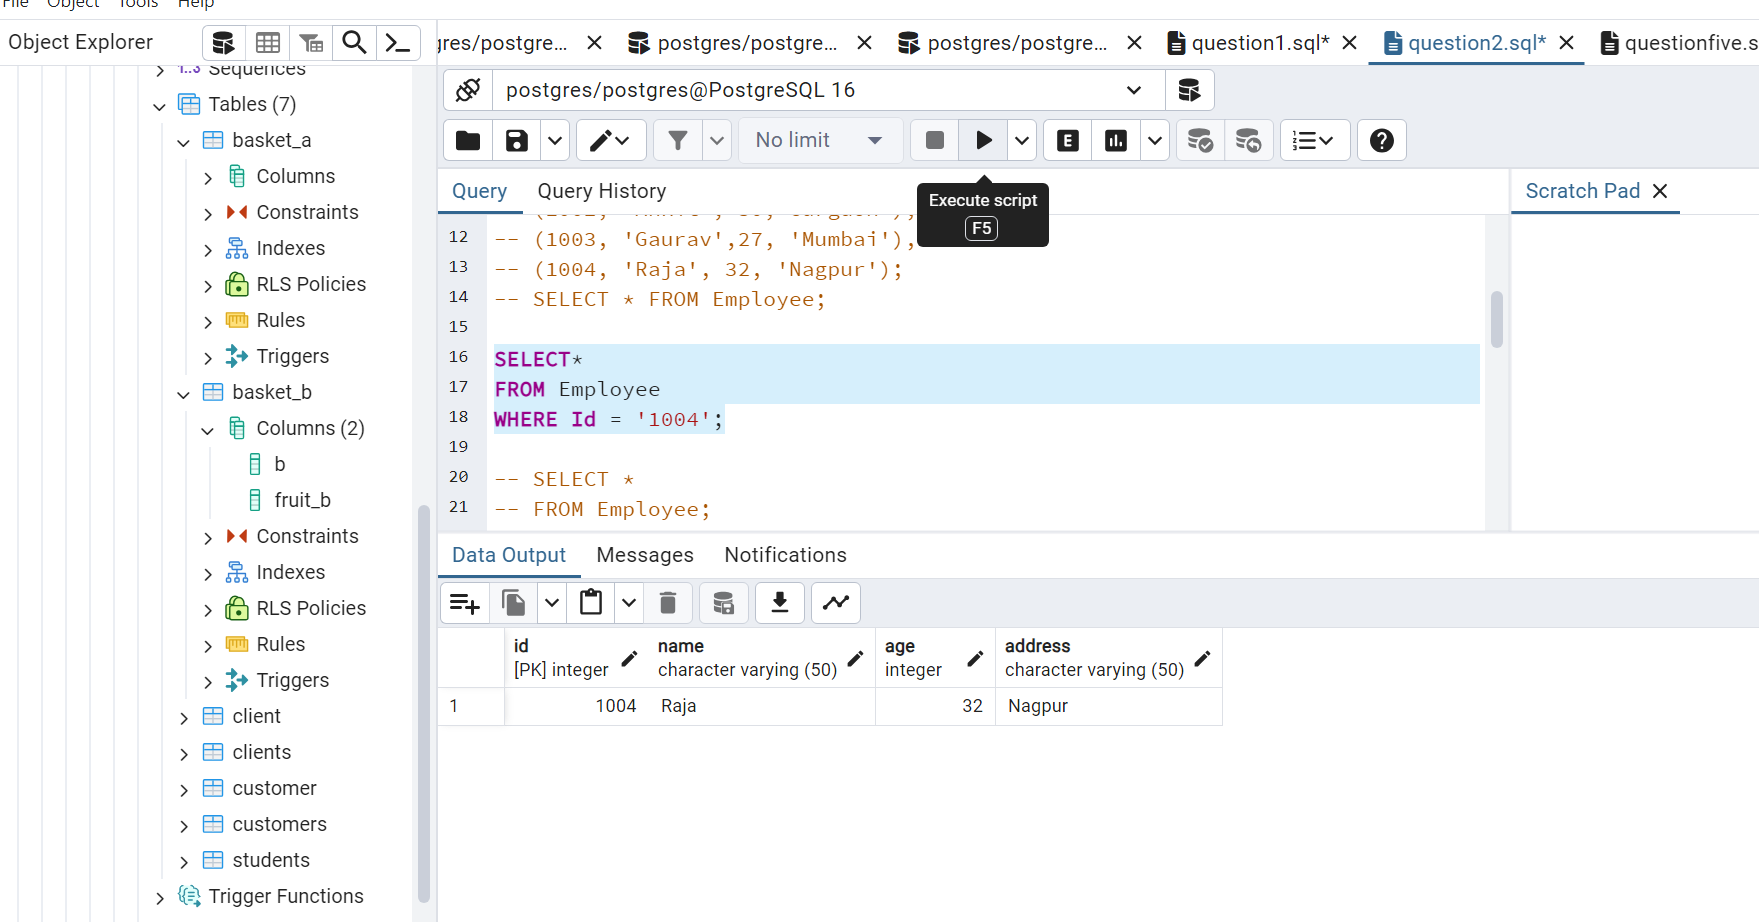 File Object Tools Help
Object Explorer
postgres/postgre... postgres/postgre... question1.sql* question2.sql*
postgres/postgres@PostgreSQL 16
No limit
E
Query Query History
Execute script
F5
Scratch Pad
Sequences
Tables (7)
basket_a
Columns
Constraints
Indexes
RLS Policies
Rules
Triggers
basket_b
Columns (2)
b
fruit_b
Constraints
Indexes
RLS Policies
Rules
Triggers
client
clients
customer
customers
students
Trigger Functions
12 -- (1003, 'Gaurav',27, 'Mumbai'),
13 -- (1004, 'Raja', 32, 'Nagpur');
14 -- SELECT * FROM Employee;
15
16 SELECT*
17 FROM Employee
18 WHERE Id = '1004';
19
20 -- SELECT *
21 -- FROM Employee;
Data Output Messages Notifications
id name age address
[PK] integer character varying (50) integer character varying (50)
1 1004 Raja 32 Nagpur